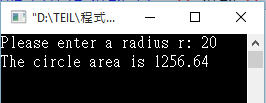 "D:\TEIL\程式
Please enter a radius r: 20
The circle area is 1256.64